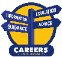 INFORMATION
EDUCATION
GUIDANCE
ADVICE
CAREERS